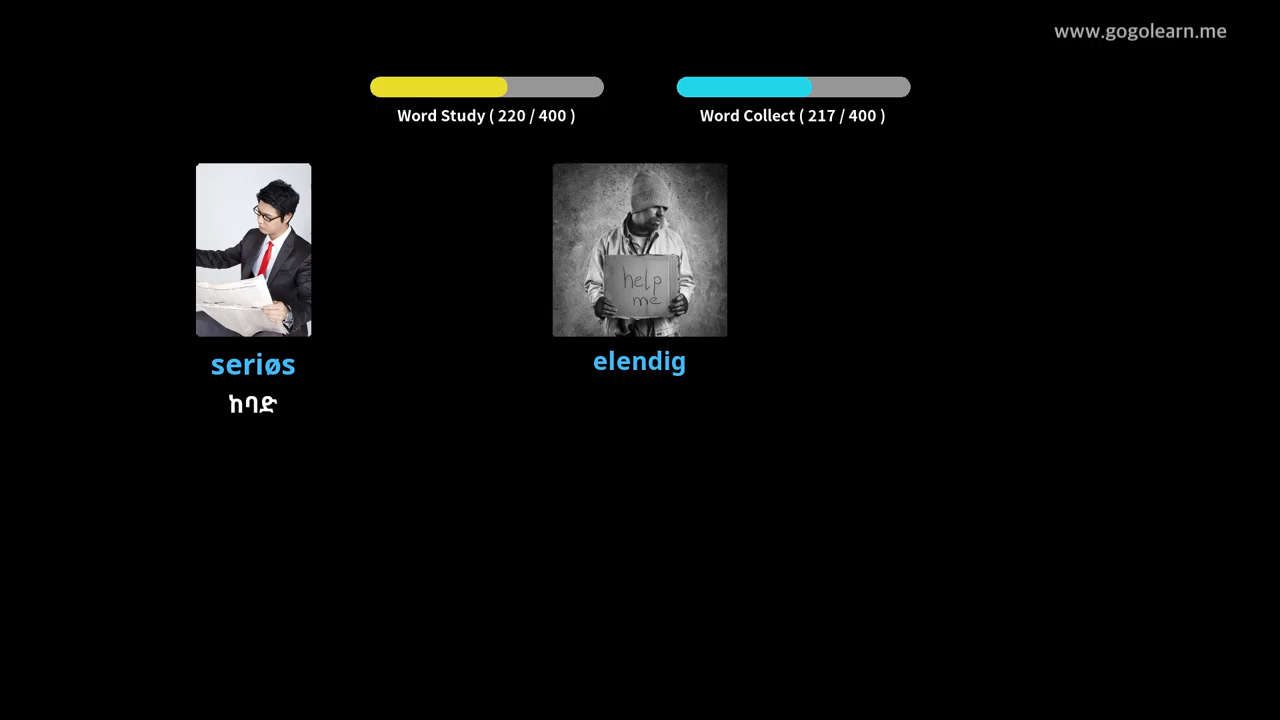 www.gogolearn.me
Word Study ( 220 / 400 )
Word Collect ( 217 / 400 )
help
me
seriøs
elendig
ከባድ